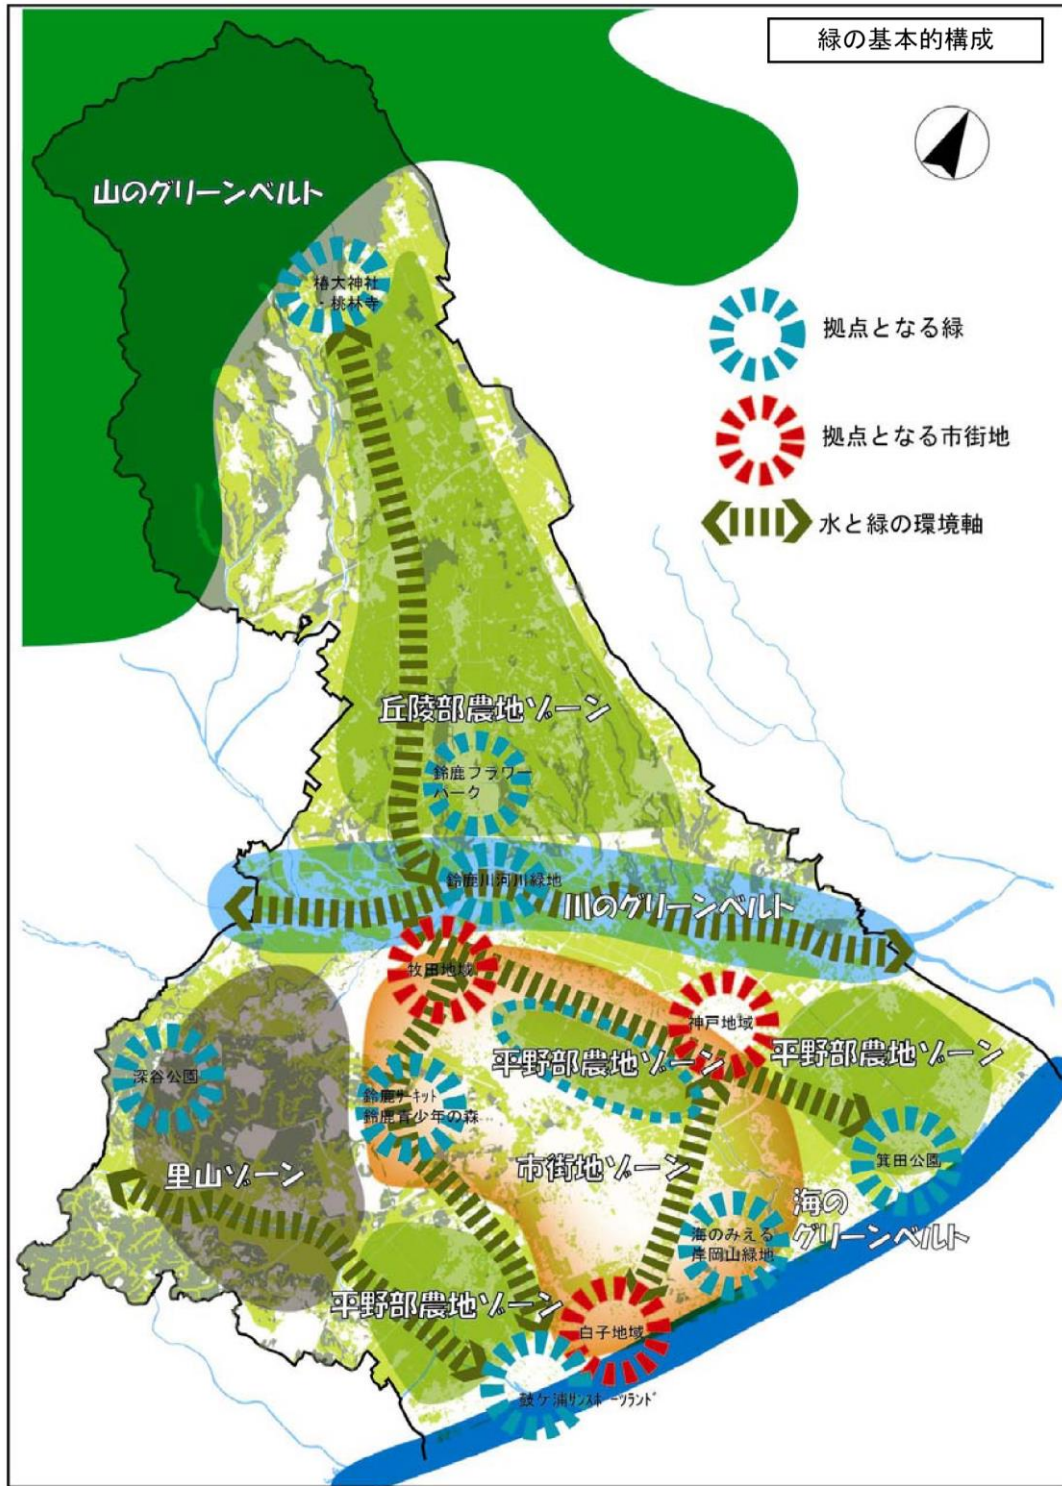 緑の基本的構成
山のグリーンベルト
椿大神社
・桃林寺
拠点となる緑
拠点となる市街地
水と緑の環境軸
丘陵部農地ゾーン
鈴鹿フラワー
パーク
鈴鹿川河川緑地
川のグリーンベルト
牧田地域
神戸地域
平野部農地ゾーン
平野部農地ゾーン
深谷公園
鈴鹿ｻｰｷｯﾄ
鈴鹿青少年の森
箕田公園
里山ゾーン
市街地ゾーン
海の
グリーンベルト
海のみえる
岸岡山緑地
平野部農地ゾーン
白子地域
鼓ケ浦ｻﾝｽﾎﾟｰﾂﾗﾝﾄﾞ